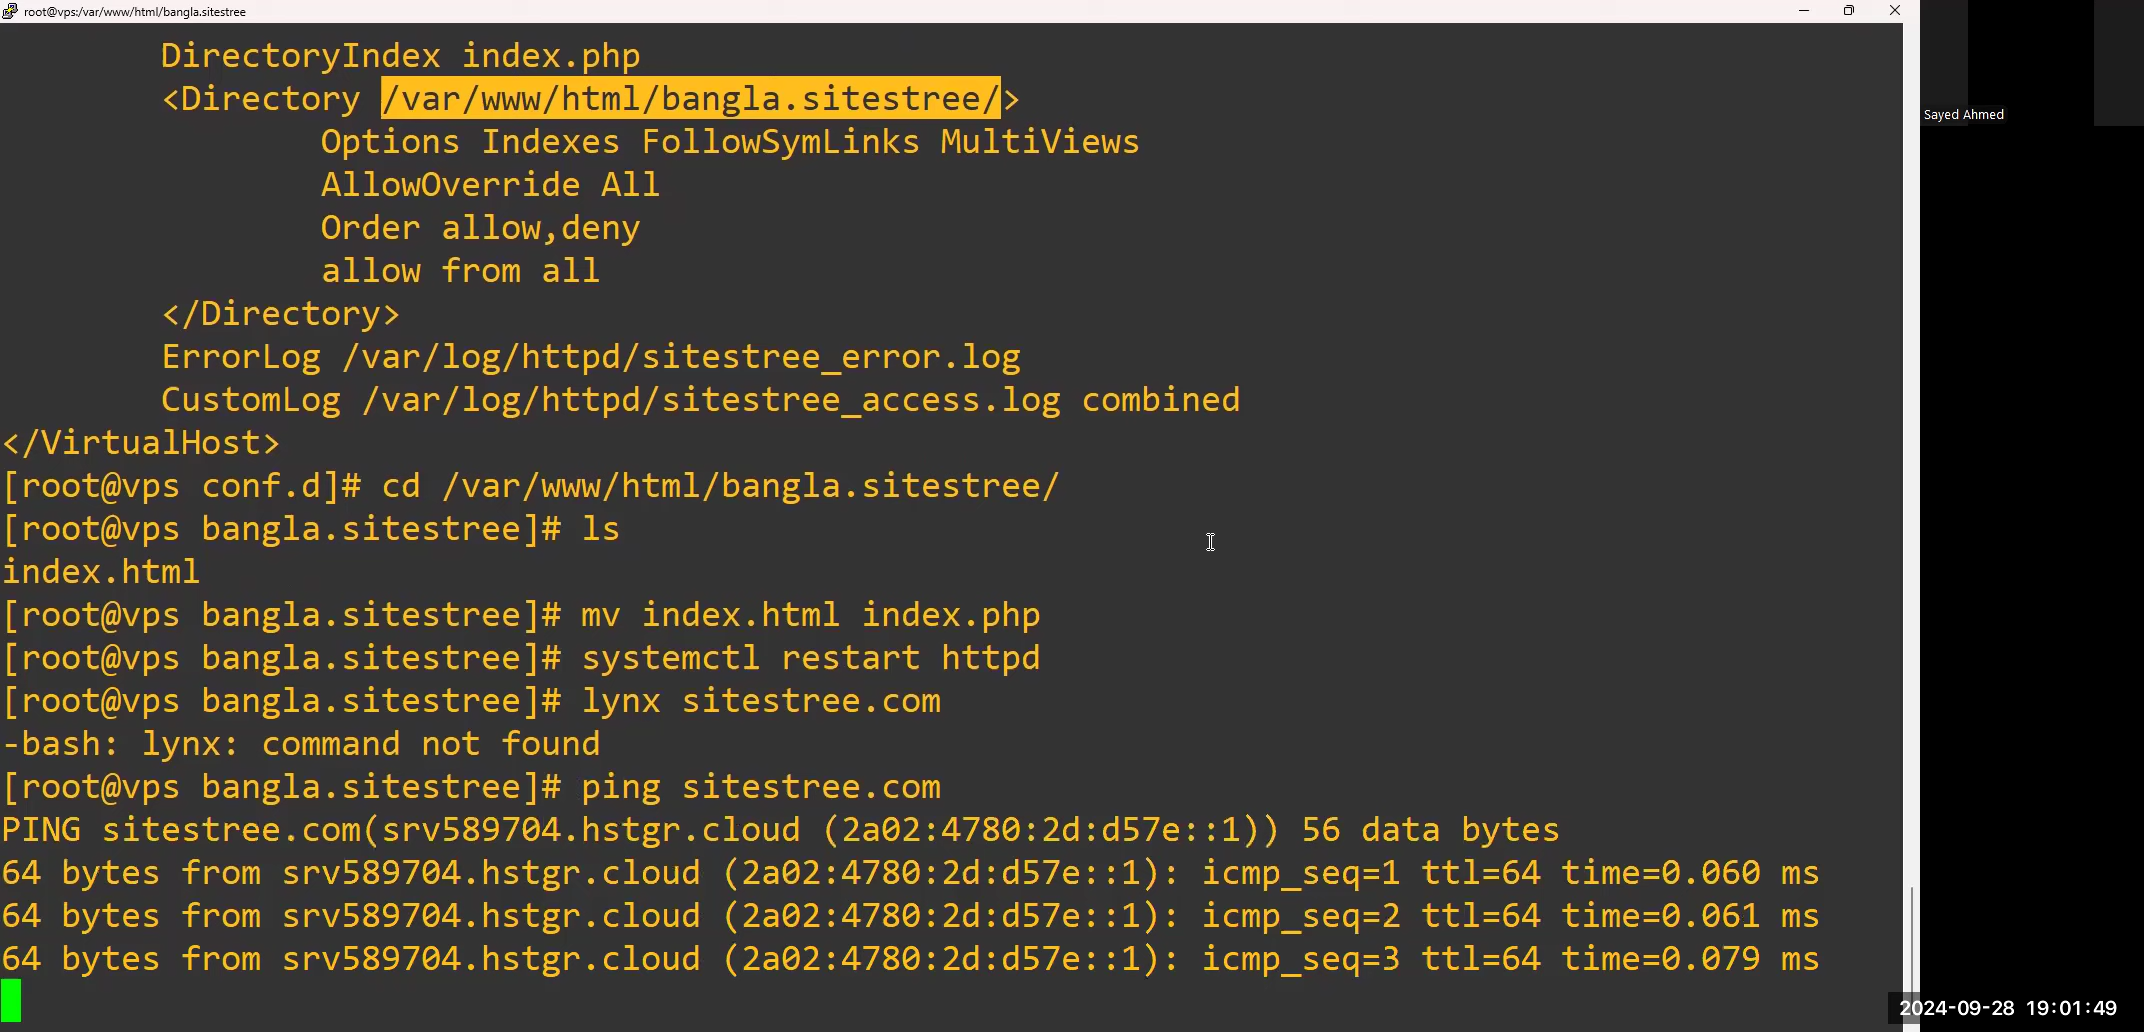 root@vps:/var/www/html/bangla.sitestree
DirectoryIndex index.php
<Directory /var/www/html/bangla.sitestree/>
Options Indexes FollowSymLinks MultiViews
AllowOverride All
Order allow,deny
allow from all
</Directory>
ErrorLog /var/log/httpd/sitestree_error.log
CustomLog /var/log/httpd/sitestree_access.log combined
</VirtualHost>
[root@vps conf.d]# cd /var/www/html/bangla.sitestree/
[root@vps bangla.sitestree]# ls
index.html
[root@vps bangla.sitestree]# mv index.html index.php
[root@vps bangla.sitestree]# systemctl restart httpd
[root@vps bangla.sitestree]# lynx sitestree.com
-bash: lynx: command not found
[root@vps bangla.sitestree]# ping sitestree.com
PING sitestree.com(srv589704.hstgr.cloud (2a02:4780:2d:d57e::1)) 56 data bytes
64 bytes from srv589704.hstgr.cloud (2a02:4780:2d:d57e::1): icmp_seq=1 ttl=64 time=0.060 ms
64 bytes from srv589704.hstgr.cloud (2a02:4780:2d:d57e::1): icmp_seq=2 ttl=64 time=0.061 ms
64 bytes from srv589704.hstgr.cloud (2a02:4780:2d:d57e::1): icmp_seq=3 ttl=64 time=0.079 ms
Sayed Ahmed
2024-09-28 19:01:49